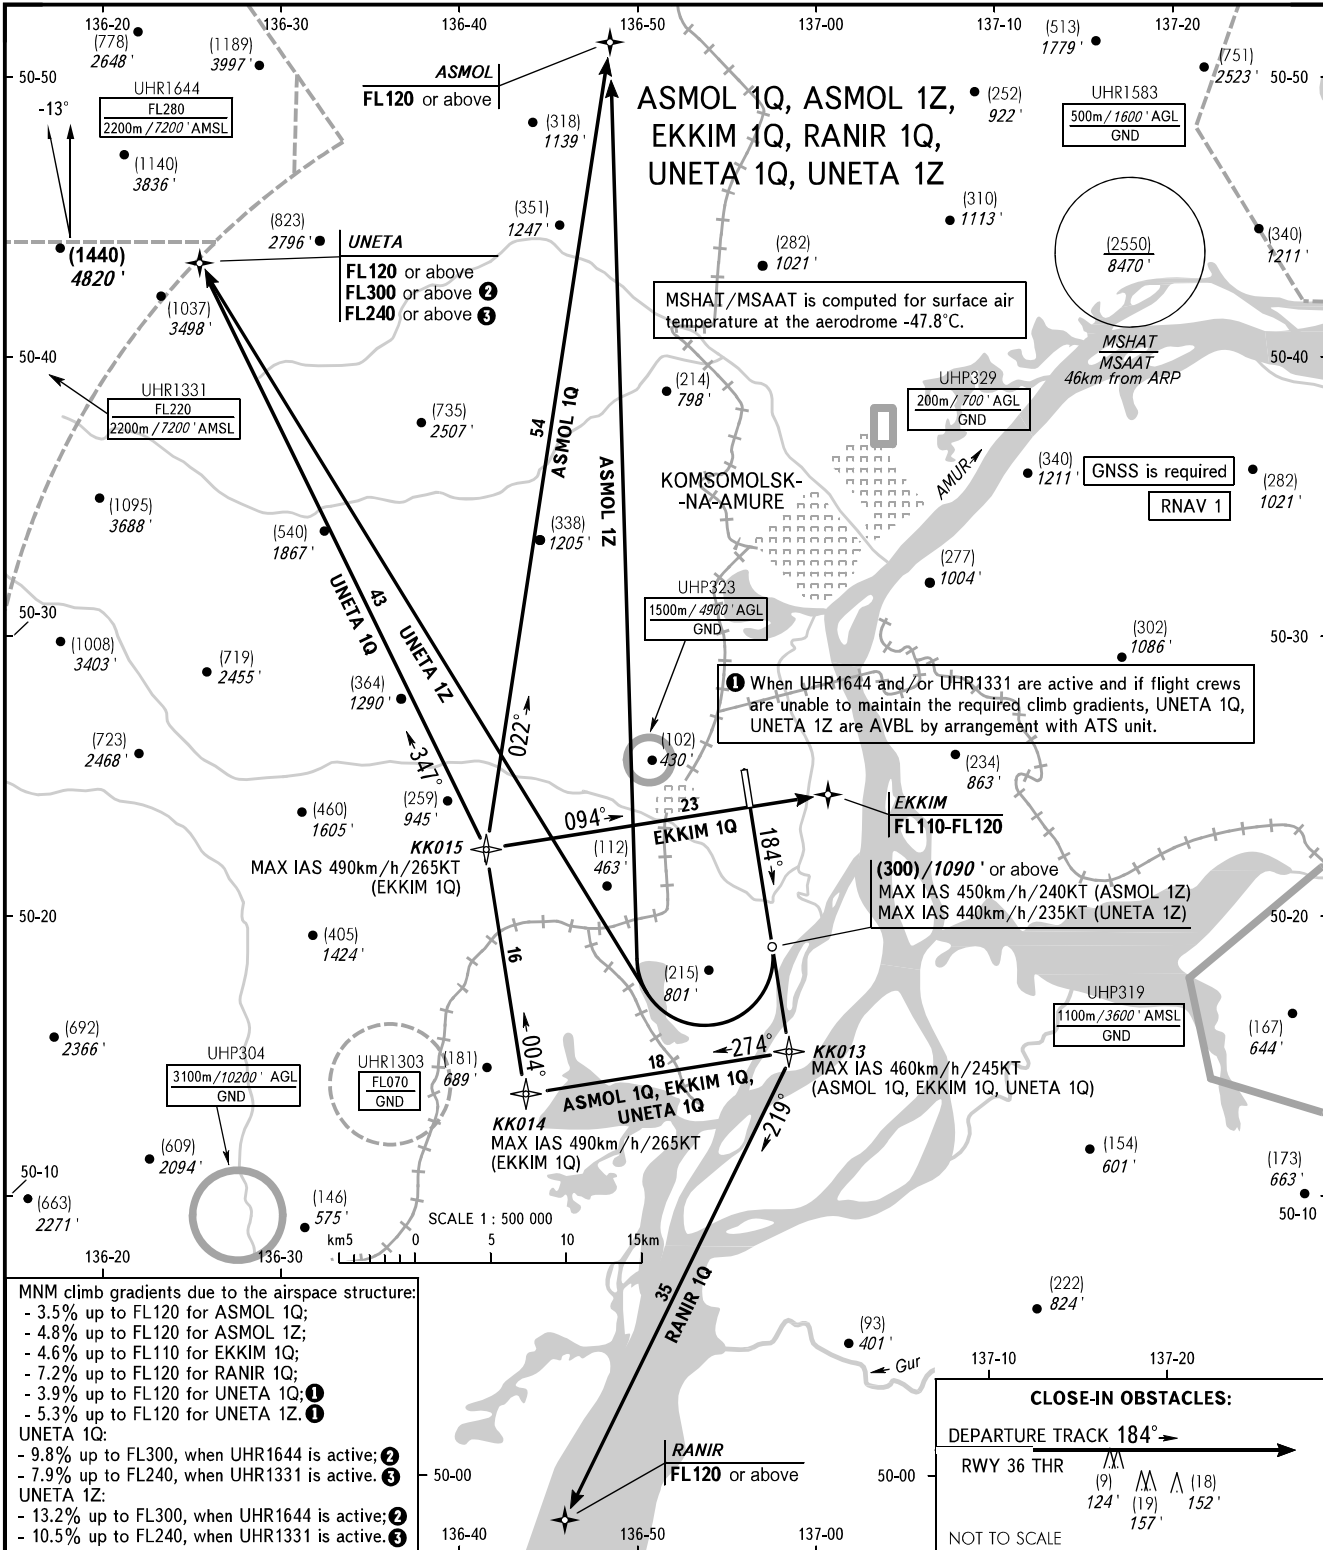 136-20
136-30
136-40
136-50
137-00
137-10
137-20
(778)
2648'
(1189)
3997'
(513)
1779'
(751)
2523'
50-50
50-50
-13°
UHR1644
FL280
2200m/7200' AMSL
ASMOL
FL120 or above
ASMOL 1Q, ASMOL 1Z,
EKKIM 1Q, RANIR 1Q,
UNETA 1Q, UNETA 1Z
(252)
922'
UHR1583
500m/1600' AGL
GND
(318)
1139'
(1140)
3836'
(351)
1247'
(310)
1113'
(823)
2796'
(282)
1021'
(2550)
8470'
(340)
1211'
(1440)
4820'
UNETA
FL120 or above
FL300 or above ❷
FL240 or above ❸
(1037)
3498'
MSHAT/MSAAT is computed for surface air
temperature at the aerodrome -47.8°C.
MSHAT
MSAAT
46km from ARP
50-40
50-40
UHR1331
FL220
2200m/7200' AMSL
(214)
798'
UHP329
200m/700' AGL
GND
(735)
2507'
54
ASMOL 1Q
ASMOL 1Z
KOMSOMOLSK-
-NA-AMURE
AMUR
(340)
1211'
GNSS is required
RNAV 1
(282)
1021'
(1095)
3688'
(540)
1867'
(338)
1205'
(277)
1004'
43
UNETA 1Q
UNETA 1Z
UHP323
1500m/4900' AGL
GND
50-30
50-30
(1008)
3403'
(719)
2455'
(364)
1290'
(302)
1086'
❶ When UHR1644 and/or UHR1331 are active and if flight crews
are unable to maintain the required climb gradients, UNETA 1Q,
UNETA 1Z are AVBL by arrangement with ATS unit.
(723)
2468'
347°
022°
(102)
430'
(234)
863'
(460)
1605'
(259)
945'
094°
23
EKKIM 1Q
EKKIM
FL110-FL120
KK015
MAX IAS 490km/h/265KT
(EKKIM 1Q)
(112)
463'
184°
(300)/1090' or above
MAX IAS 450km/h/240KT (ASMOL 1Z)
MAX IAS 440km/h/235KT (UNETA 1Z)
50-20
50-20
(405)
1424'
16
(215)
801'
UHP319
1100m/3600' AMSL
GND
(167)
644'
(692)
2366'
UHP304
3100m/10200' AGL
GND
UHR1303
FL070
GND
(181)
689'
004°
18
274°
ASMOL 1Q, EKKIM 1Q,
UNETA 1Q
KK013
MAX IAS 460km/h/245KT
(ASMOL 1Q, EKKIM 1Q, UNETA 1Q)
KK014
MAX IAS 490km/h/265KT
(EKKIM 1Q)
219°
(609)
2094'
(154)
601'
(173)
663'
50-10
50-10
(663)
2271'
(146)
575'
SCALE 1 : 500 000
km5
0
5
10
15km
136-20
136-30
35
RANIR 1Q
(222)
824'
(93)
401'
Gur
137-10
137-20
MNM climb gradients due to the airspace structure:
- 3.5% up to FL120 for ASMOL 1Q;
- 4.8% up to FL120 for ASMOL 1Z;
- 4.6% up to FL110 for EKKIM 1Q;
- 7.2% up to FL120 for RANIR 1Q;
- 3.9% up to FL120 for UNETA 1Q;❶
- 5.3% up to FL120 for UNETA 1Z.❶
UNETA 1Q:
- 9.8% up to FL300, when UHR1644 is active;❷
- 7.9% up to FL240, when UHR1331 is active.❸
UNETA 1Z:
- 13.2% up to FL300, when UHR1644 is active;❷
- 10.5% up to FL240, when UHR1331 is active.❸
50-00
50-00
RANIR
FL120 or above
136-40
136-50
137-00
CLOSE-IN OBSTACLES:
DEPARTURE TRACK 184°
RWY 36 THR
(9)
124'
(19)
157'
(18)
152'
NOT TO SCALE